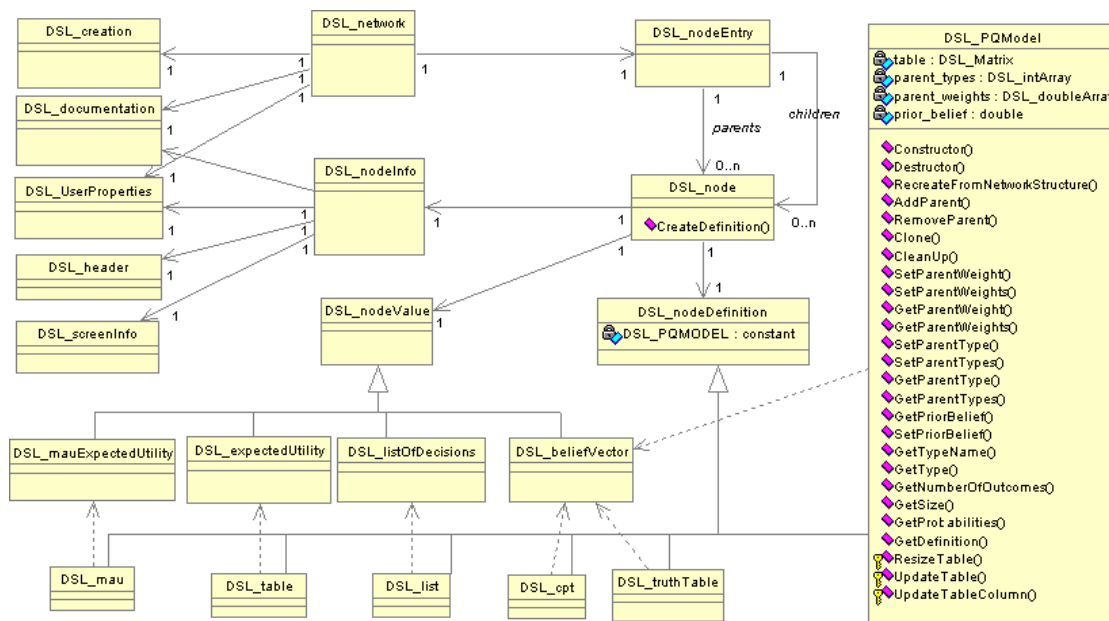 DSL_creation
DSL_network
DSL_nodeEntry
DSL_PQModel
table : DSL_Matrix
parent_types : DSL_intArray
parent_weights : DSL_doubleArra
prior_belief : double
1
1
1
1
1
1
1
1
DSL_documentation
1
1
parents
children
Constructor()
Destructor()
RecreateFromNetworkStructure()
AddParent()
RemoveParent()
Clone()
CleanUp()
SetParentWeight()
SetParentWeights()
GetParentWeight()
GetParentWeights()
SetParentType()
SetParentTypes()
GetParentType()
GetParentTypes()
GetPriorBelief()
SetPriorBelief()
GetTypeName()
GetType()
GetNumberOfOutcomes()
GetSize()
GetProbabilities()
GetDefinition()
ResizeTable()
UpdateTable()
UpdateTableColumn()
DSL_UserProperties
DSL_nodeInfo
0..n
DSL_node
CreateDefinition()
0..n
1
1
1
1
1
1
1
1
DSL_header
1
1
DSL_screenInfo
1
DSL_nodeValue
1
1
DSL_nodeDefinition
DSL_PQMODEL : constant
DSL_mauExpectedUtility
DSL_expectedUtility
DSL_listOfDecisions
DSL_beliefVector
DSL_mau
DSL_table
DSL_list
DSL_cpt
DSL_truthTable